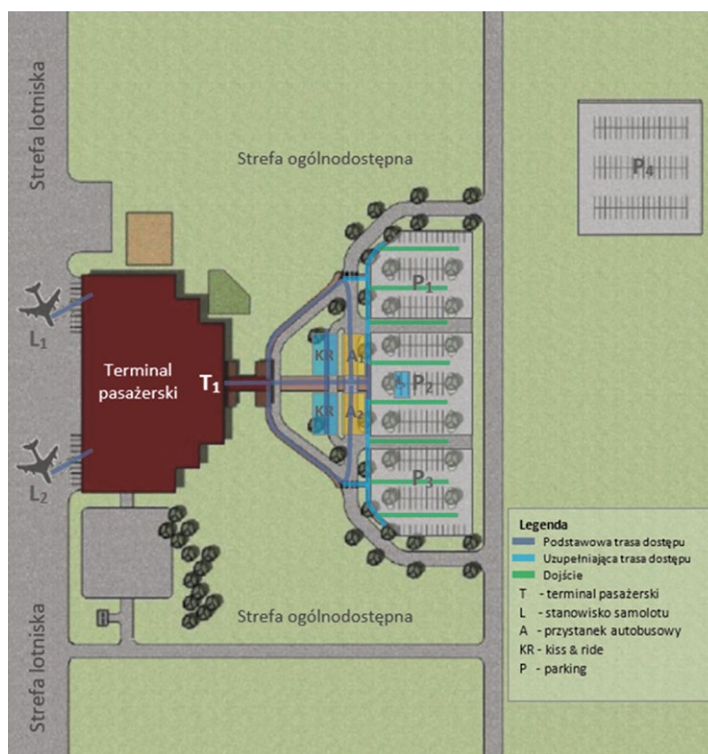 Strefa lotniska
Strefa ogólnodostępna
P4
P1
L1
Terminal
pasażerski
T1
KR
A1
P2
KR
A2
L2
P3
Legenda
Podstawowa trasa dostępu
Uzupełniająca trasa dostępu
Dojście
T - terminal pasażerski
L - stanowisko samolotu
A - przystanek autobusowy
KR - kiss & ride
P - parking
Strefa ogólnodostępna
Strefa lotniska